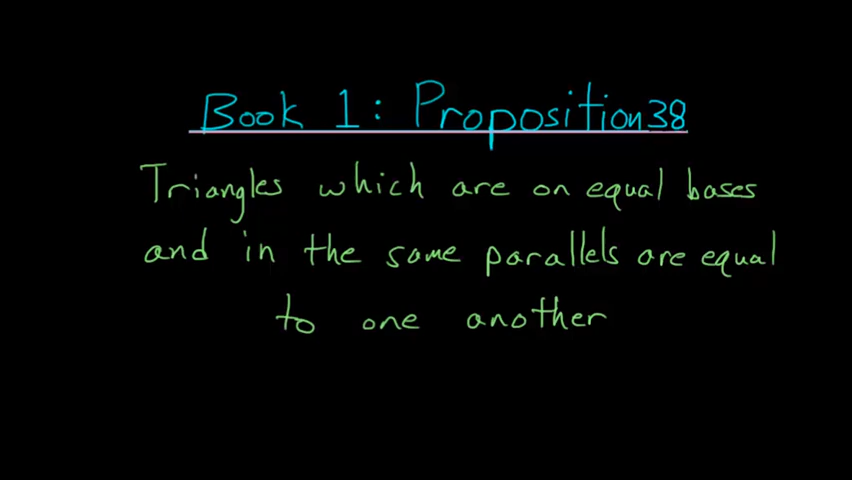 Book 1: Proposition 38
Triangles which are on equal bases
and in the same parallels are equal
to one another